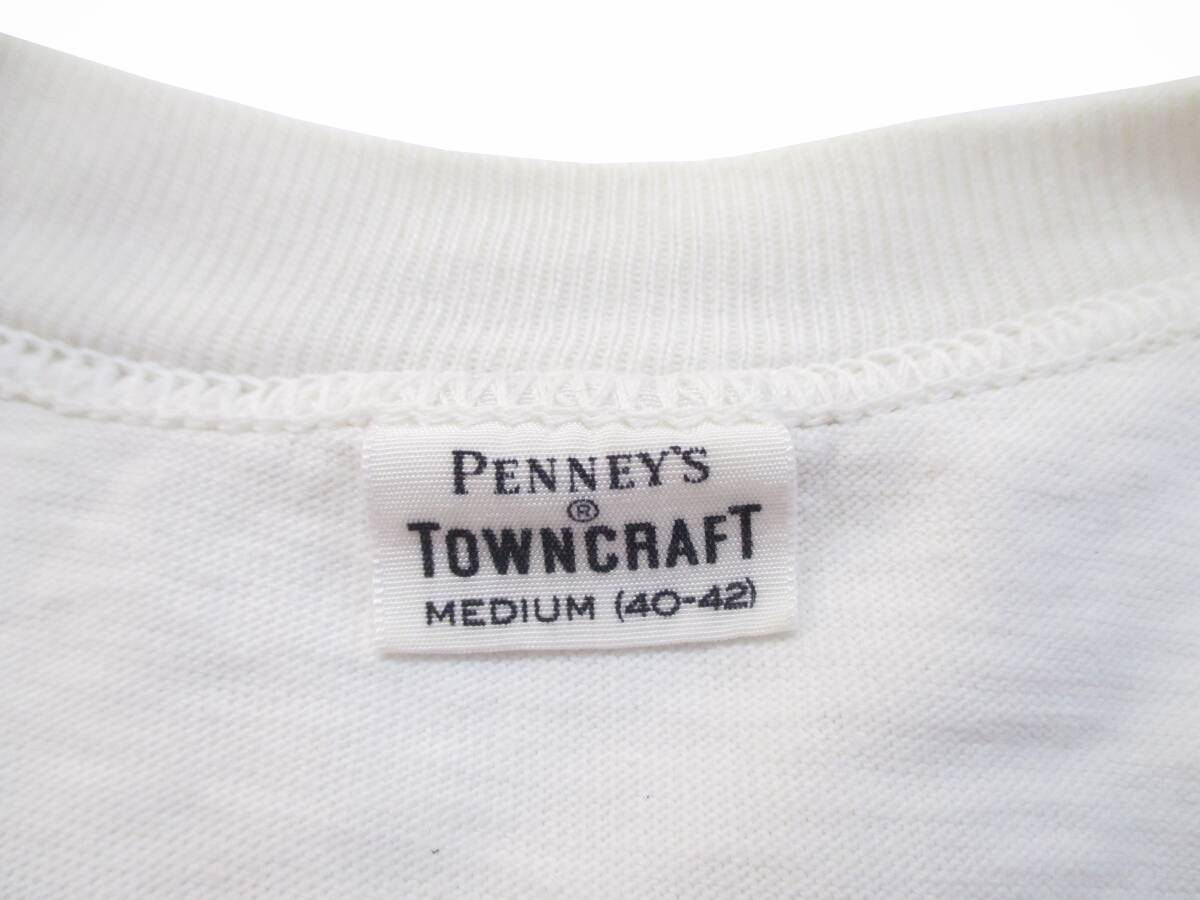 PENNEY'S
®
TOWNCRAFT
MEDIUM (40-42)